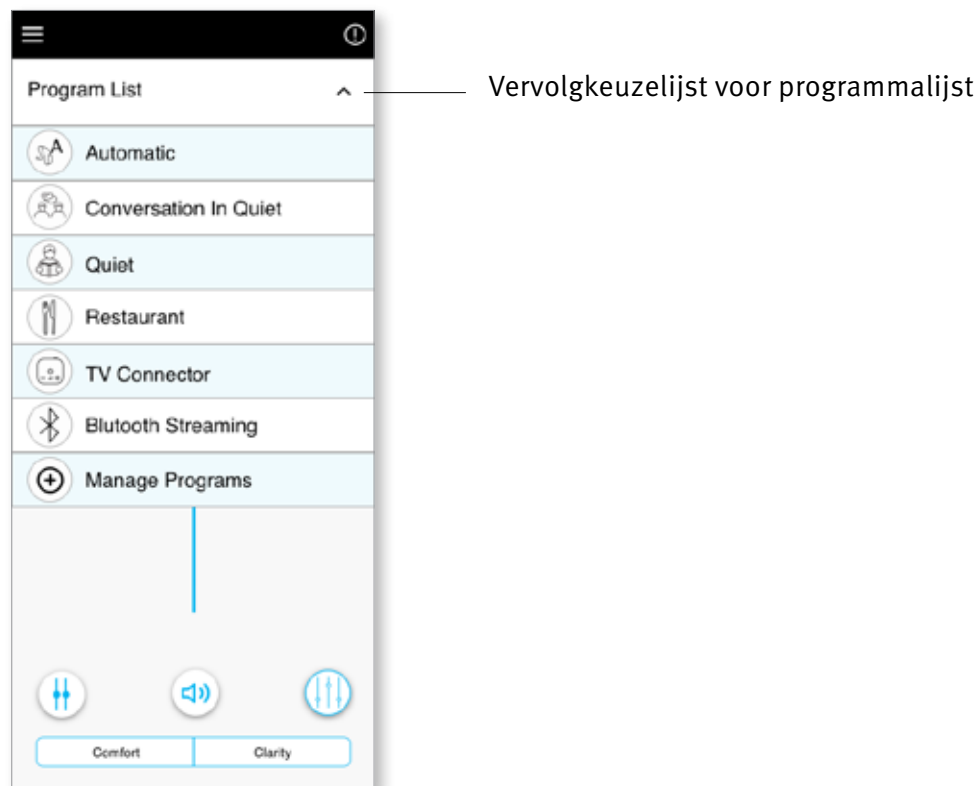 Program List
Vervolgkeuzelijst voor programmalijst
A Automatic
Conversation In Quiet
Quiet
Restaurant
TV Connector
Blutooth Streaming
Manage Programs
Comfort Clarity